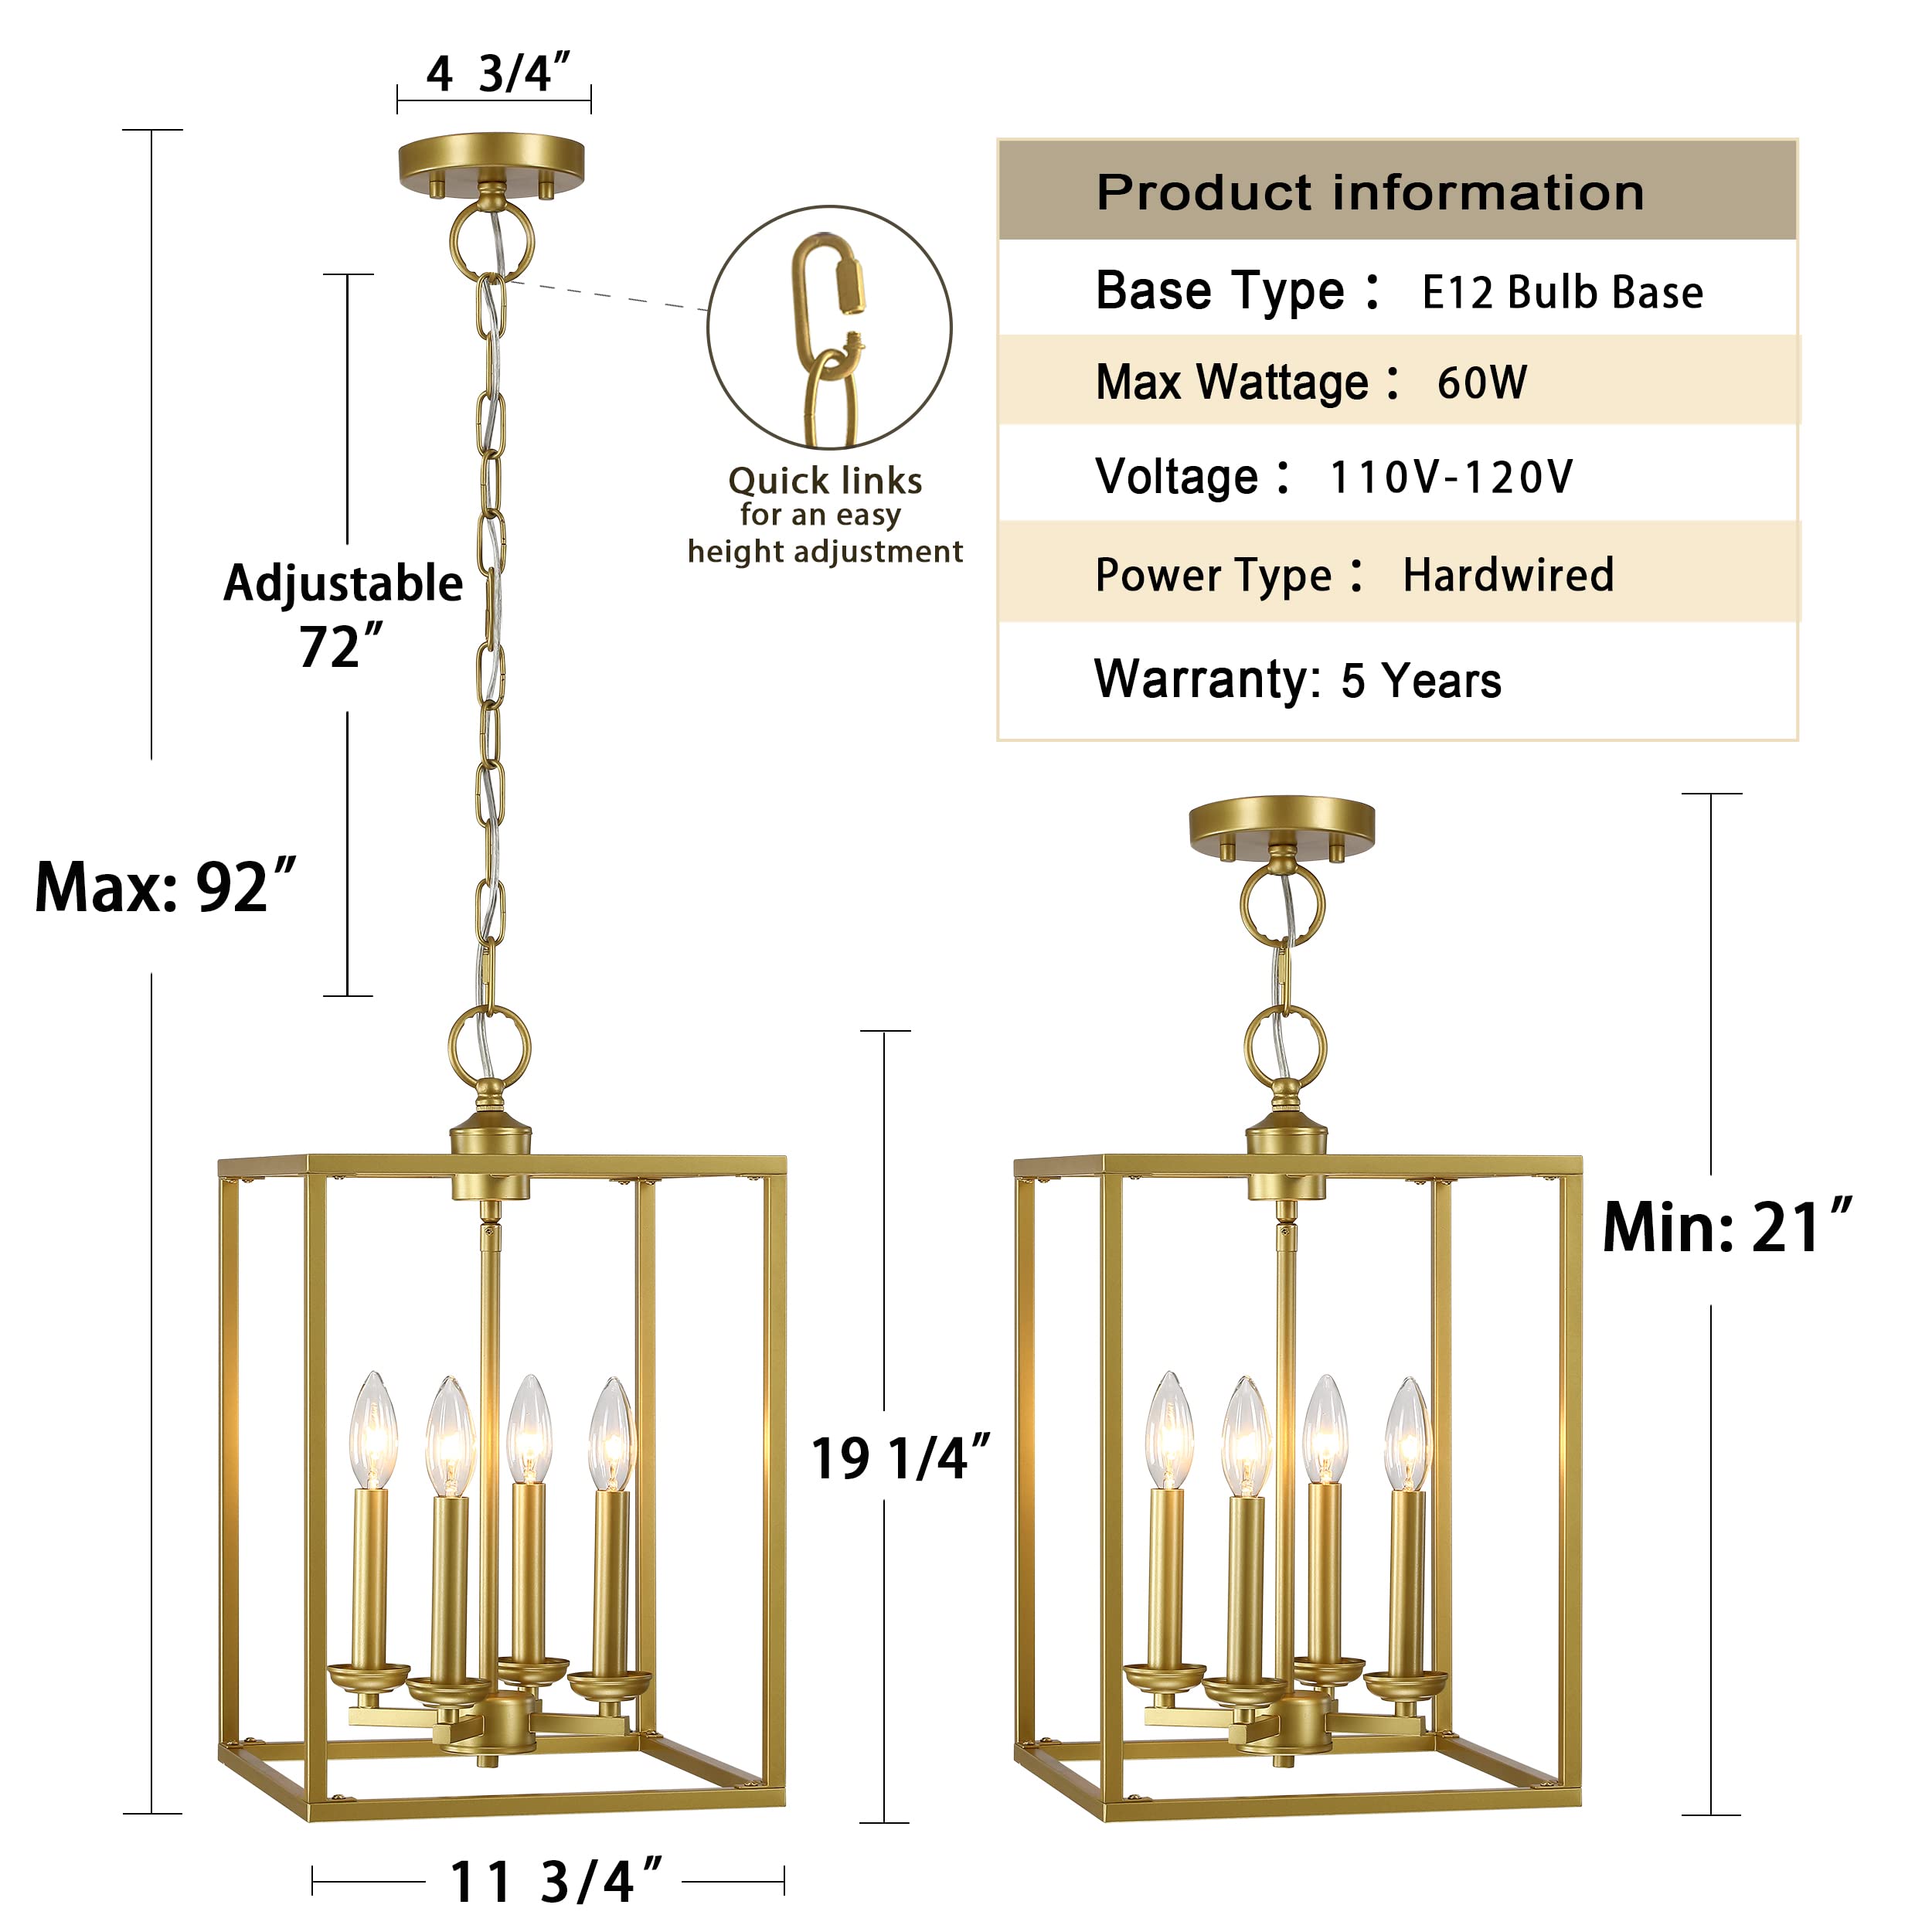 4 3/4″
Product information
Base Type： E12 Bulb Base
Max Wattage： 60W
Voltage： 110V-120V
Power Type： Hardwired
Warranty: 5 Years
Quick links
for an easy
height adjustment
Adjustable
72″
Max: 92″
Min: 21″
19 1/4″
11 3/4″